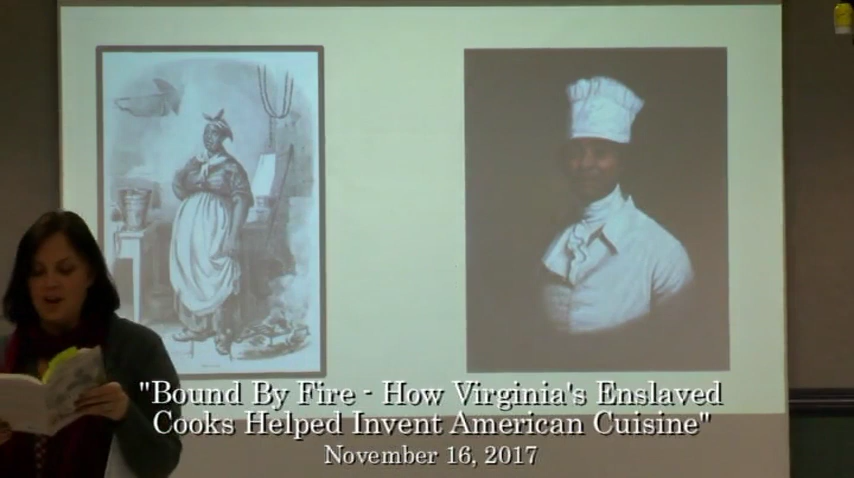 "Bound By Fire - How Virginia's Enslaved
Cooks Helped Invent American Cuisine"
November 16, 2017